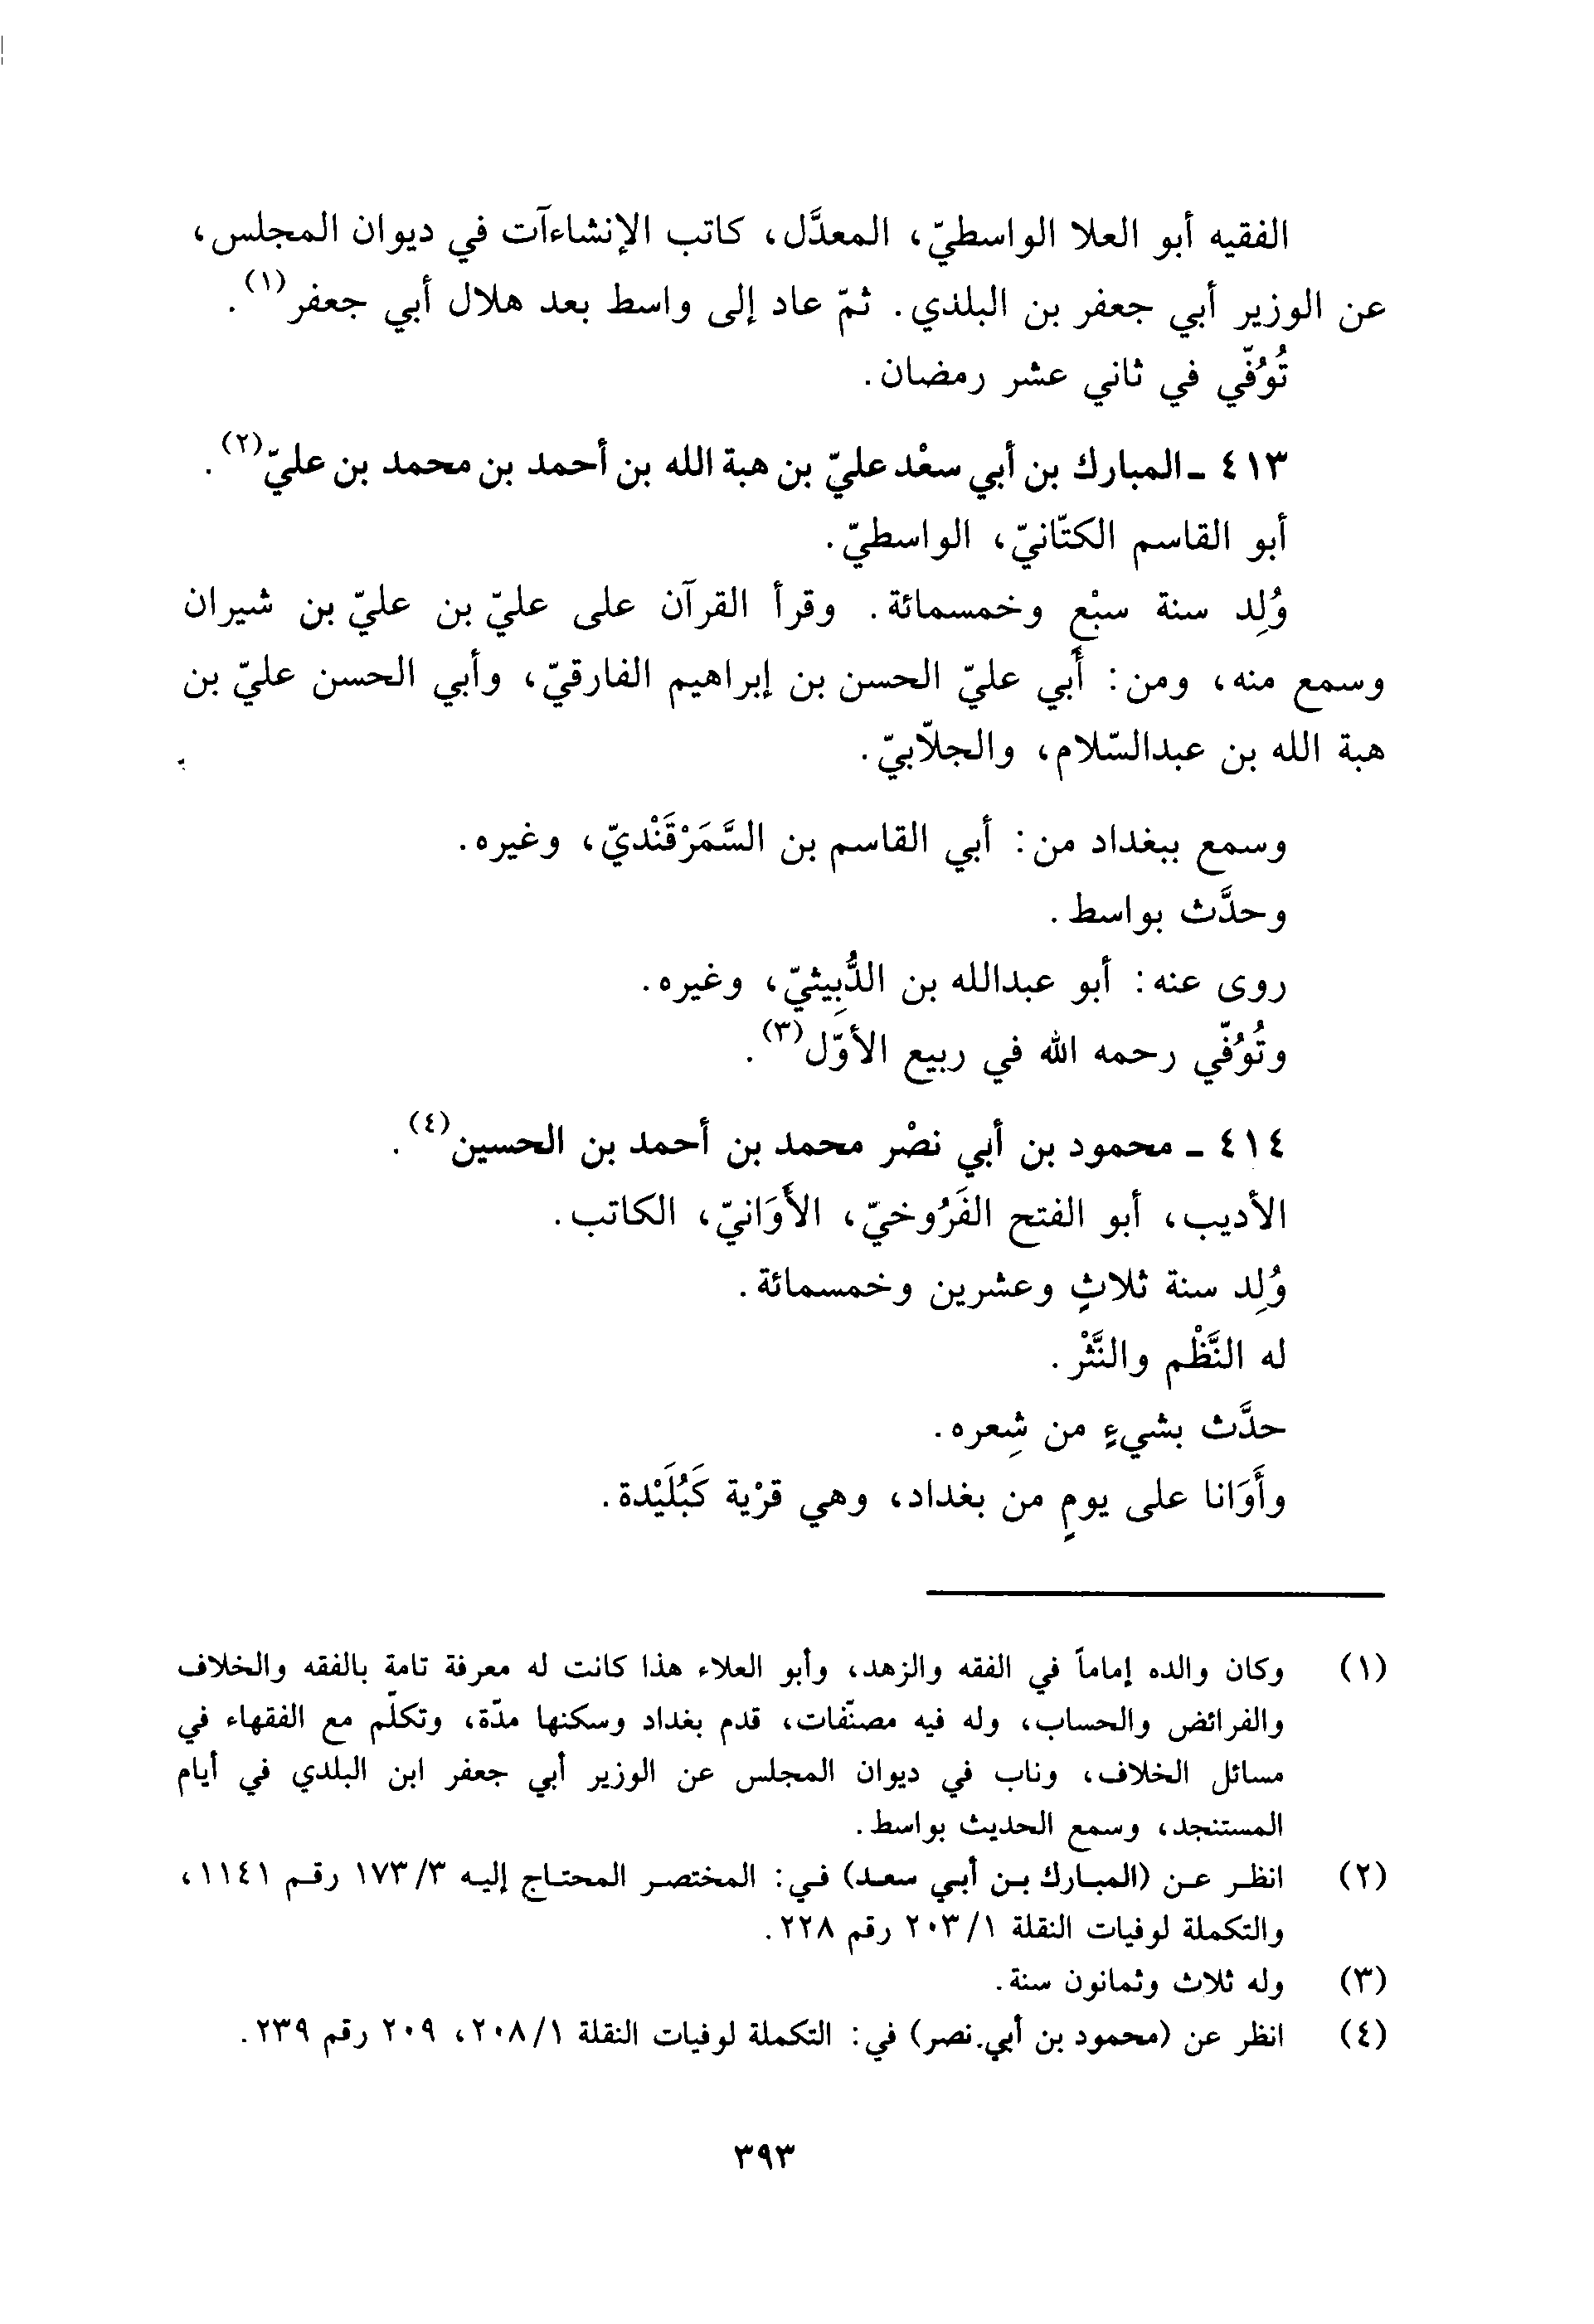 الفقيه أبو العلا الواسطيّ، المعدَّل، كاتب الإنشاءآت في ديوان المجلس،
عن الوزير أبي جعفر بن البلذي. ثمّ عاد إلى واسط بعد هلال أبي جعفر(١).
تُوُفّي في ثاني عشر رمضان.
٤١٣ ـ المبارك بن أبي سعْد عليّ بن هبة الله بن أحمد بن محمد بن عليّ(٢).
أبو القاسم الكتّانيّ، الواسطيّ.
وُلِد سنة سبْعٍ وخمسمائة. وقرأ القرآن على عليّ بن عليّ بن شيران
وسمع منه، ومن: أبي عليّ الحسن بن إبراهيم الفارقيّ، وأبي الحسن عليّ بن
هبة الله بن عبدالسّلام، والجلّابيّ.
وسمع ببغداد من: أبي القاسم بن السَّمَرْقَنْديّ، وغيره.
وحدَّث بواسط.
روى عنه: أبو عبدالله بن الدُّبِيثيّ، وغيره.
وتُوُفّي رحمه الله في ربيع الأوّل(٣).
٤١٤ ـ محمود بن أبي نصْر محمد بن أحمد بن الحسين(٤).
الأديب، أبو الفتح الفَرُوخيّ، الأَوَانيّ، الكاتب.
وُلِد سنة ثلاثٍ وعشرين وخمسمائة.
له النَّظْم والنَّثْر.
حدَّث بشيءٍ من شِعره.
وأَوَانا على يومٍ من بغداد، وهي قرْية كَبُلَيْدة.
(١) وكان والده إماماً في الفقه والزهد، وأبو العلاء هذا كانت له معرفة تامة بالفقه والخلاف
والفرائض والحساب، وله فيه مصنّفات، قدم بغداد وسكنها مدّة، وتكلّم مع الفقهاء في
مسائل الخلاف، وناب في ديوان المجلس عن الوزير أبي جعفر ابن البلدي في أيام
المستنجد، وسمع الحديث بواسط.
(٢) انظر عن (المبارك بن أبي سعد) في: المختصر المحتاج إليه ١٧٣/٣ رقم ١١٤١،
والتكملة لوفيات النقلة ٢٠٣/١ رقم ٢٢٨.
(٣) وله ثلاث وثمانون سنة.
(٤) انظر عن (محمود بن أبي.نصر) في: التكملة لوفيات النقلة ٢٠٨/١، ٢٠٩ رقم ٢٣٩.
٣٩٣